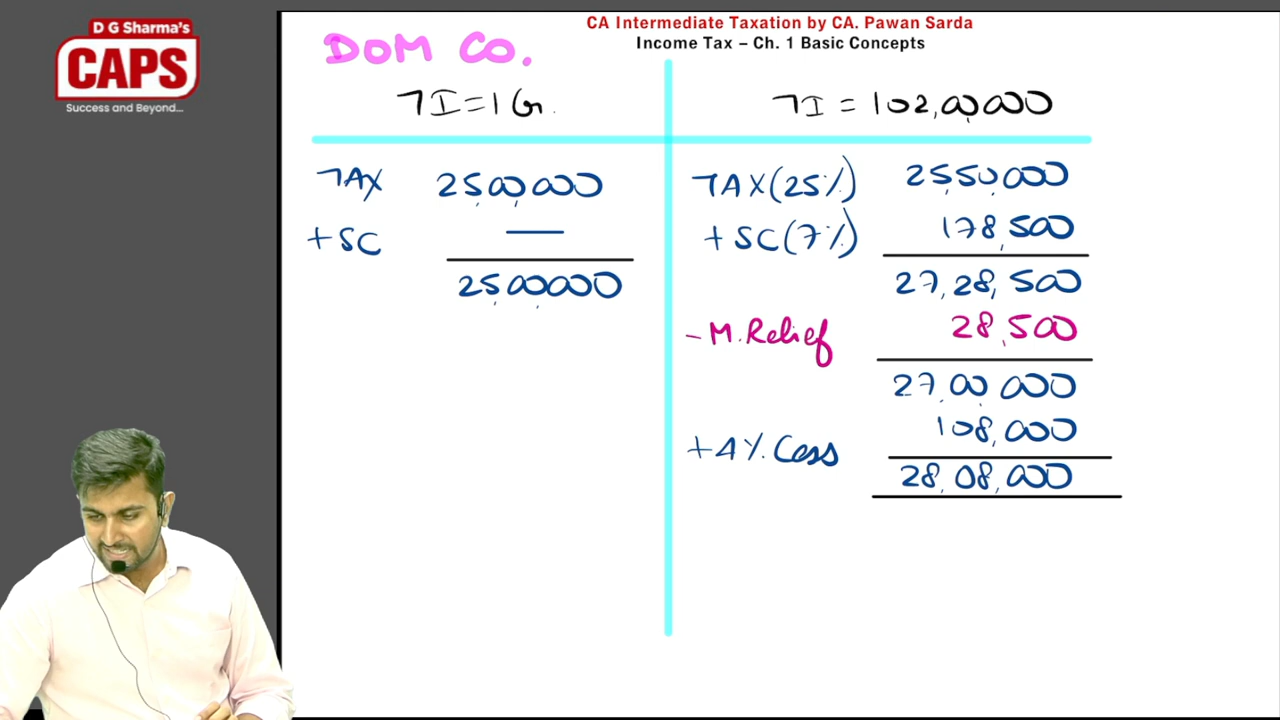 D G Sharma's
CAPS
Success and Beyond...
CA Intermediate Taxation by CA. Pawan Sarda
Income Tax – Ch. 1 Basic Concepts
DOM CO.
TI = 1 Cr.
TAX 25,00,000
+ SC —
25,00,000
TI = 102,00,000
TAX (25%) 25,50,000
+ SC (7%) 178,500
27,28,500
- M. Relief 28,500
27,00,000
+ 4%. Cess 108,000
28,08,000